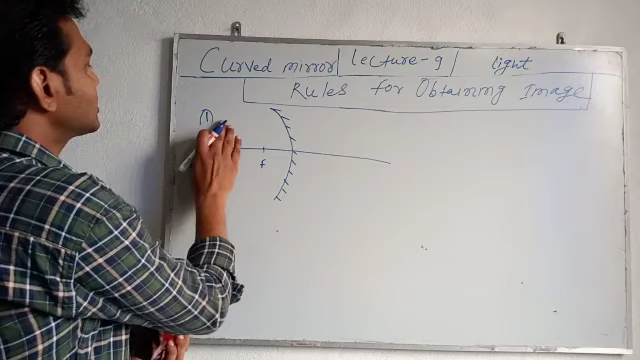 Curved mirror | lecture-9 | light
Rules for Obtaining Image
①
f